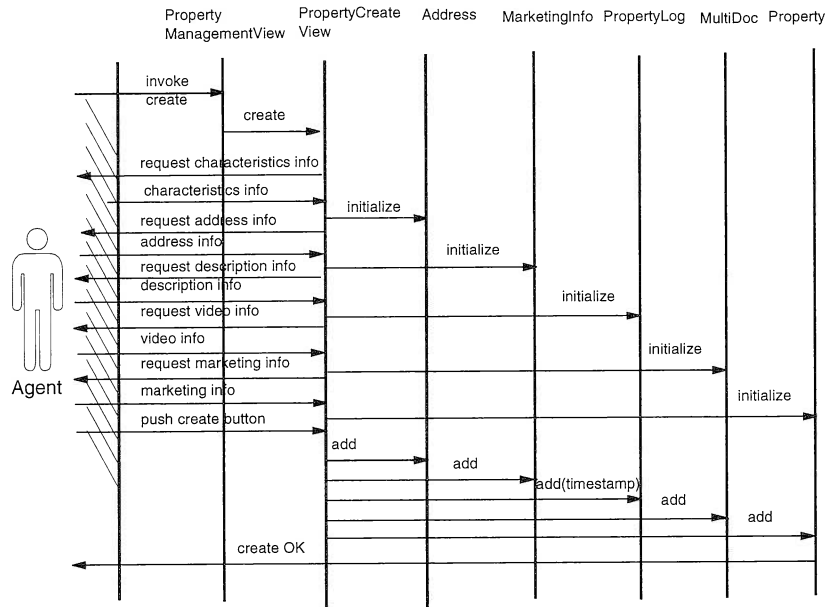 Property
ManagementView
PropertyCreate
View
Address
MarketingInfo
PropertyLog
MultiDoc
Property
invoke
create
create
request characteristics info
characteristics info
initialize
request address info
address info
initialize
request description info
description info
initialize
request video info
video info
initialize
request marketing info
marketing info
initialize
push create button
Agent
add
add
add(timestamp)
add
add
create OK